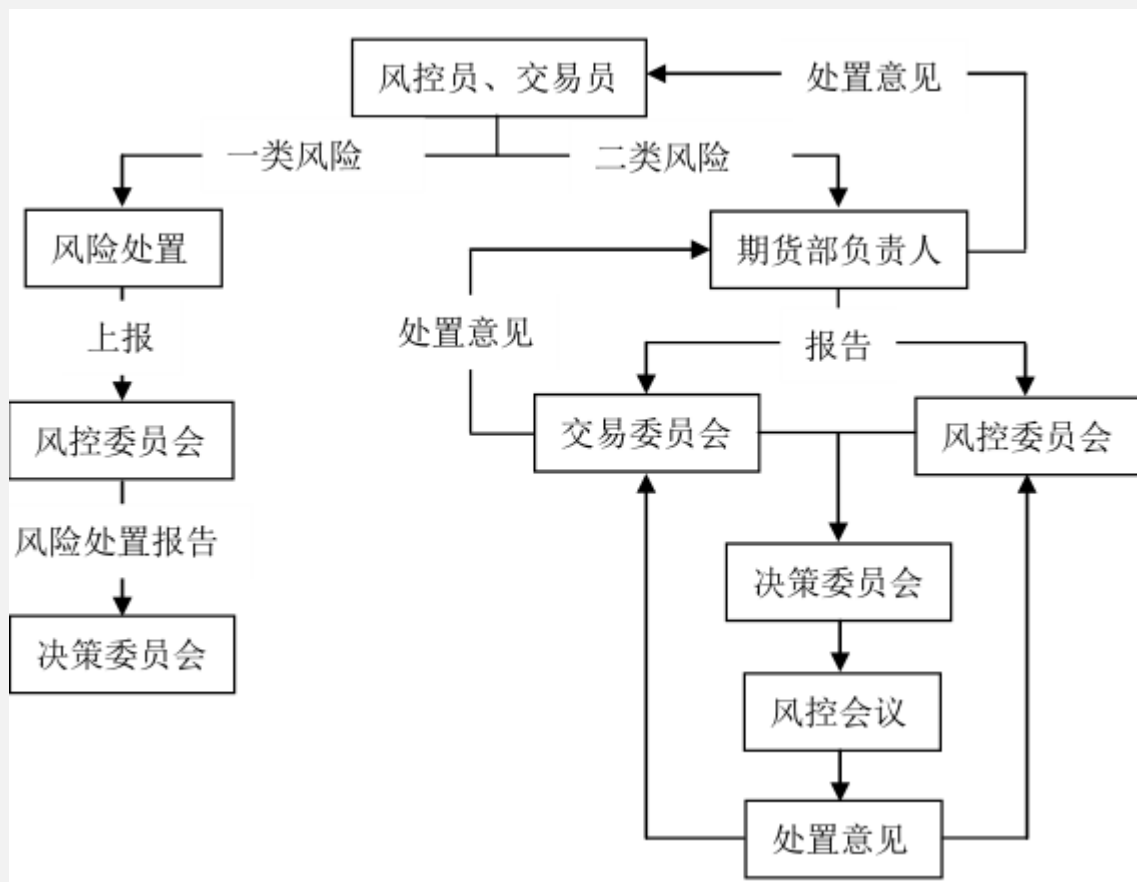 风控员、交易员
处置意见
一类风险
二类风险
风险处置
期货部负责人
上报
处置意见
报告
风控委员会
交易委员会
风控委员会
风险处置报告
决策委员会
决策委员会
风控会议
处置意见